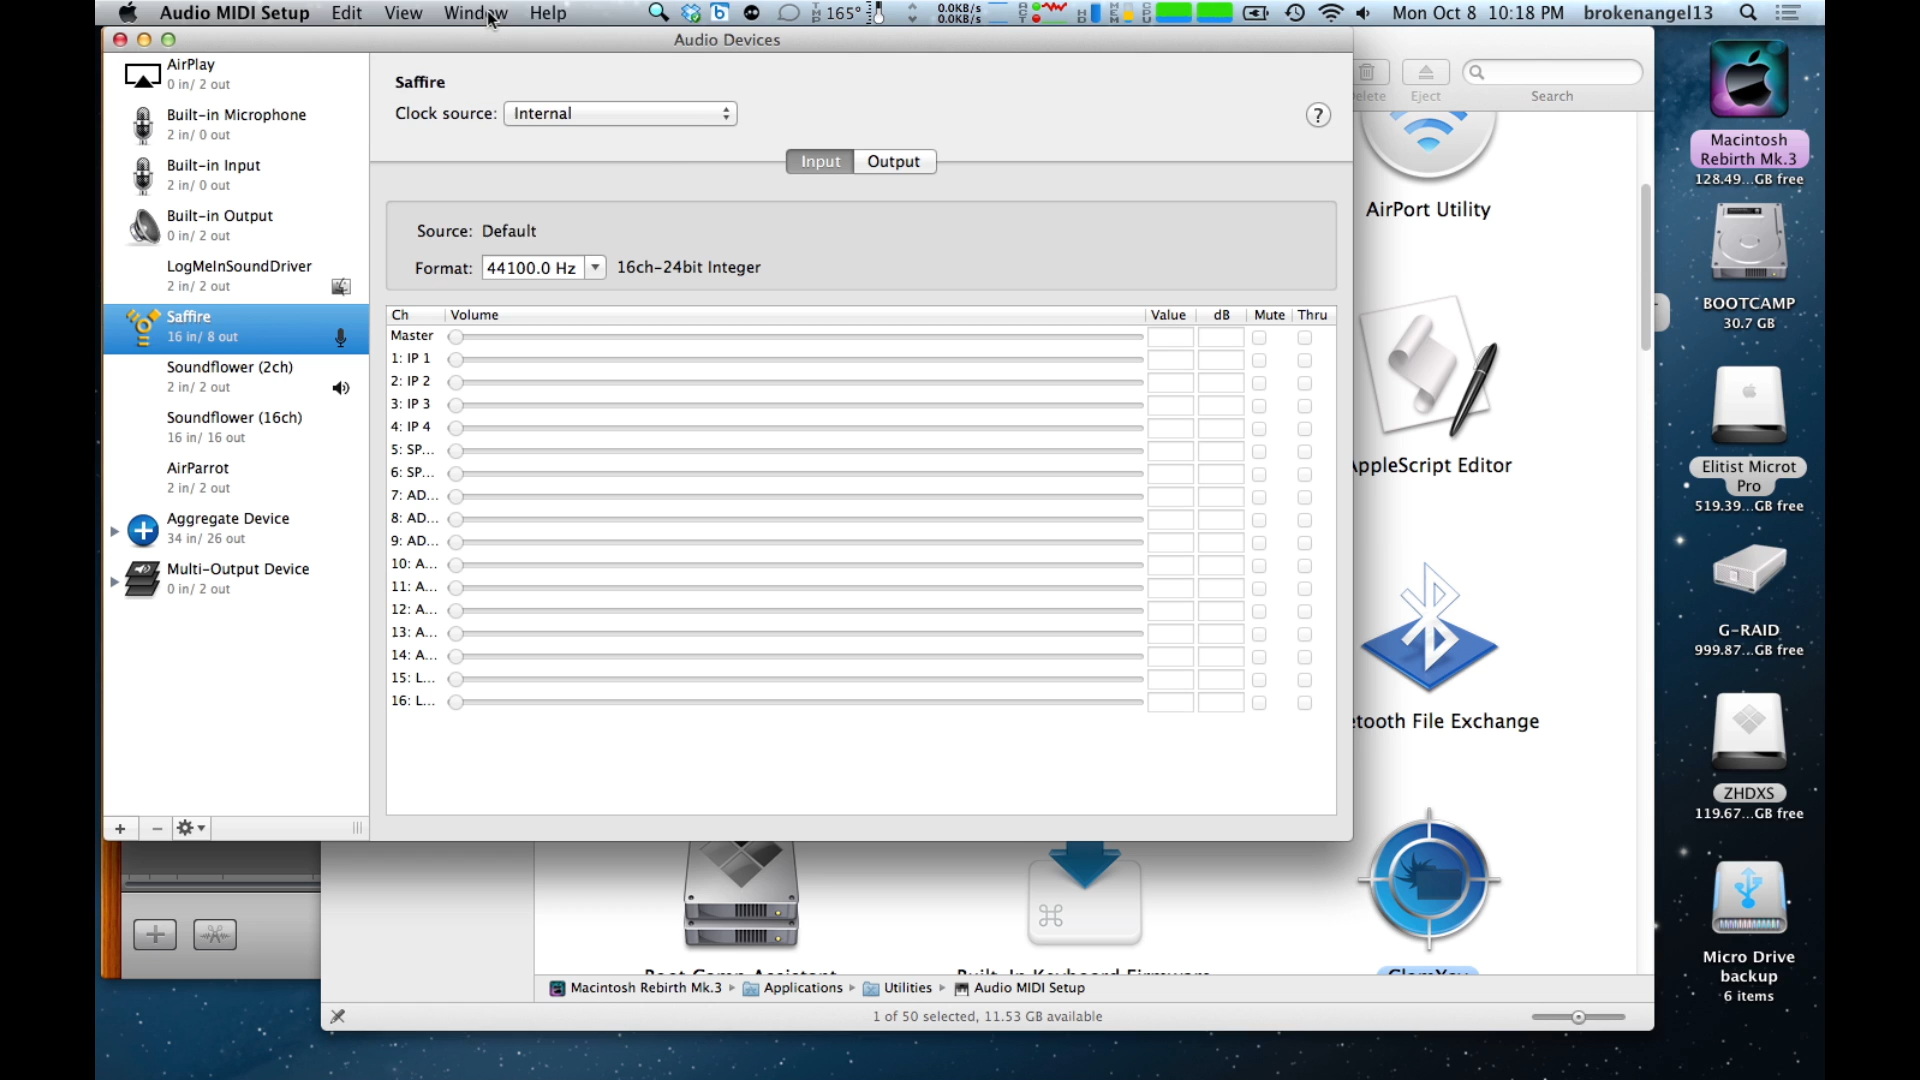 Audio MIDI Setup Edit View Window Help 165° 0.0KB/s 0.0KB/s Mon Oct 8 10:18 PM brokenangel13
Audio Devices
AirPlay
0 in/ 2 out
Built-in Microphone
2 in/ 0 out
Built-in Input
2 in/ 0 out
Built-in Output
0 in/ 2 out
LogMeInSoundDriver
2 in/ 2 out
Saffire
16 in/ 8 out
Soundflower (2ch)
2 in/ 2 out
Soundflower (16ch)
16 in/ 16 out
AirParrot
2 in/ 2 out
Aggregate Device
34 in/ 26 out
Multi-Output Device
0 in/ 2 out
Saffire
Clock source: Internal
?
Input Output
Source: Default
Format: 44100.0 Hz 16ch-24bit Integer
Ch Volume Value dB Mute Thru
Master
1: IP 1
2: IP 2
3: IP 3
4: IP 4
5: SP...
6: SP...
7: AD...
8: AD...
9: AD...
10: A...
11: A...
12: A...
13: A...
14: A...
15: L...
16: L...
Eject
Search
AirPort Utility
AppleScript Editor
etooth File Exchange
Macintosh Rebirth Mk.3 Applications Utilities Audio MIDI Setup
1 of 50 selected, 11.53 GB available
Macintosh
Rebirth Mk.3
128.49...GB free
BOOTCAMP
30.7 GB
Elitist Microt
Pro
519.39...GB free
G-RAID
999.87...GB free
ZHDXS
119.67...GB free
Micro Drive
backup
6 items